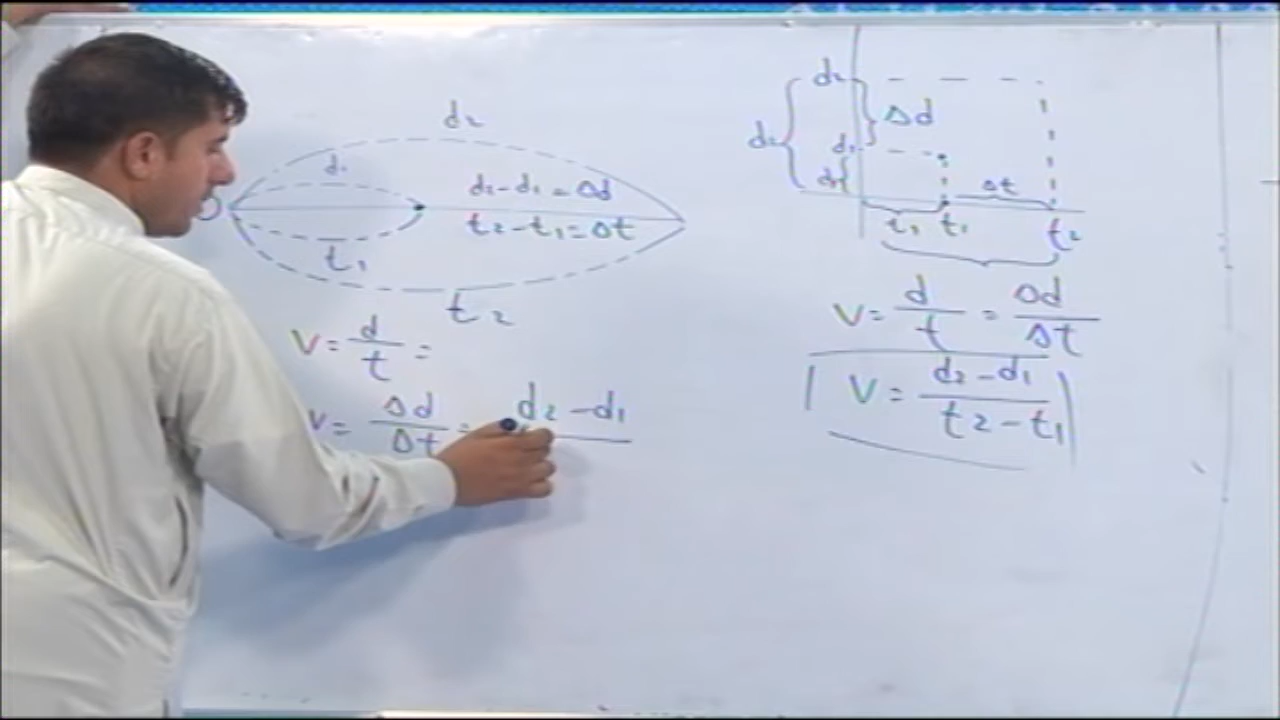 d2
d1
d2-d1=Δd
O
t2-t1=Δt
t1
t2
V= d/t =
V= Δd/Δt = d2-d1
d2
Δd
d2
d1
d1
Δt
t1 t1 t2
V= d/t = Δd/Δt
V= d2-d1/t2-t1